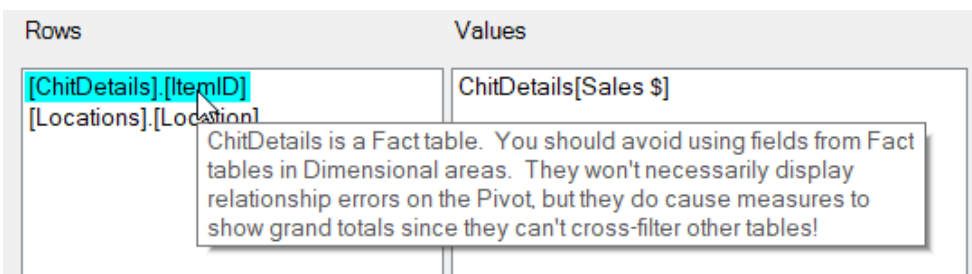 Rows Values
[ChitDetails].[ItemID] ChitDetails[Sales $]
[Locations].[Location]
ChitDetails is a Fact table. You should avoid using fields from Fact
tables in Dimensional areas. They won't necessarily display
relationship errors on the Pivot, but they do cause measures to
show grand totals since they can't cross-filter other tables!